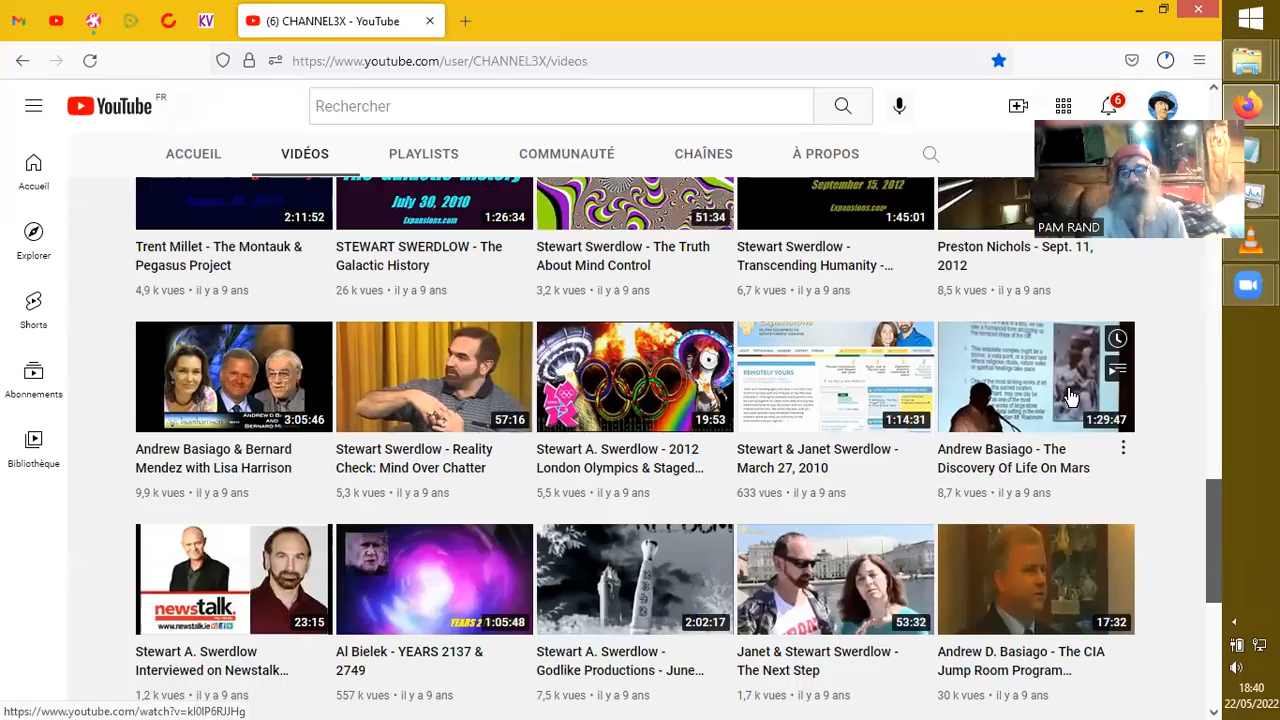 (6) CHANNEL3X - YouTube
https://www.youtube.com/user/CHANNEL3X/videos
YouTube FR
Rechercher
6
ACCUEIL VIDÉOS PLAYLISTS COMMUNAUTÉ CHAÎNES À PROPOS
Accueil
Explorer
Shorts
Abonnements
Bibliothèque
PAM RAND
2:11:52
The Galactic History
July 30, 2010
Expansions.com
1:26:34
51:34
September 15, 2012
Expansions.com
1:45:01
Trent Millet - The Montauk &
Pegasus Project
4,9 k vues • il y a 9 ans
STEWART SWERDLOW - The
Galactic History
26 k vues • il y a 9 ans
Stewart Swerdlow - The Truth
About Mind Control
3,2 k vues • il y a 9 ans
Stewart Swerdlow -
Transcending Humanity -...
6,7 k vues • il y a 9 ans
Preston Nichols - Sept. 11,
2012
8,5 k vues • il y a 9 ans
3:05:46
57:16
19:53
REMOTELY YOURS
1:14:31
1:29:47
Andrew Basiago & Bernard
Mendez with Lisa Harrison
9,9 k vues • il y a 9 ans
Stewart Swerdlow - Reality
Check: Mind Over Chatter
5,3 k vues • il y a 9 ans
Stewart A. Swerdlow - 2012
London Olympics & Staged...
5,5 k vues • il y a 9 ans
Stewart & Janet Swerdlow -
March 27, 2010
633 vues • il y a 9 ans
Andrew Basiago - The
Discovery Of Life On Mars
8,7 k vues • il y a 9 ans
newstalk
www.newstalk.ie
23:15
YEARS 2
1:05:48
2:02:17
53:32
17:32
Stewart A. Swerdlow
Interviewed on Newstalk...
1,2 k vues • il y a 9 ans
Al Bielek - YEARS 2137 &
2749
557 k vues • il y a 9 ans
Stewart A. Swerdlow -
Godlike Productions - June...
7,5 k vues • il y a 9 ans
Janet & Stewart Swerdlow -
The Next Step
1,7 k vues • il y a 9 ans
Andrew D. Basiago - The CIA
Jump Room Program...
30 k vues • il y a 9 ans
https://www.youtube.com/watch?v=kI0lP6RJJHg
18:40
22/05/2022